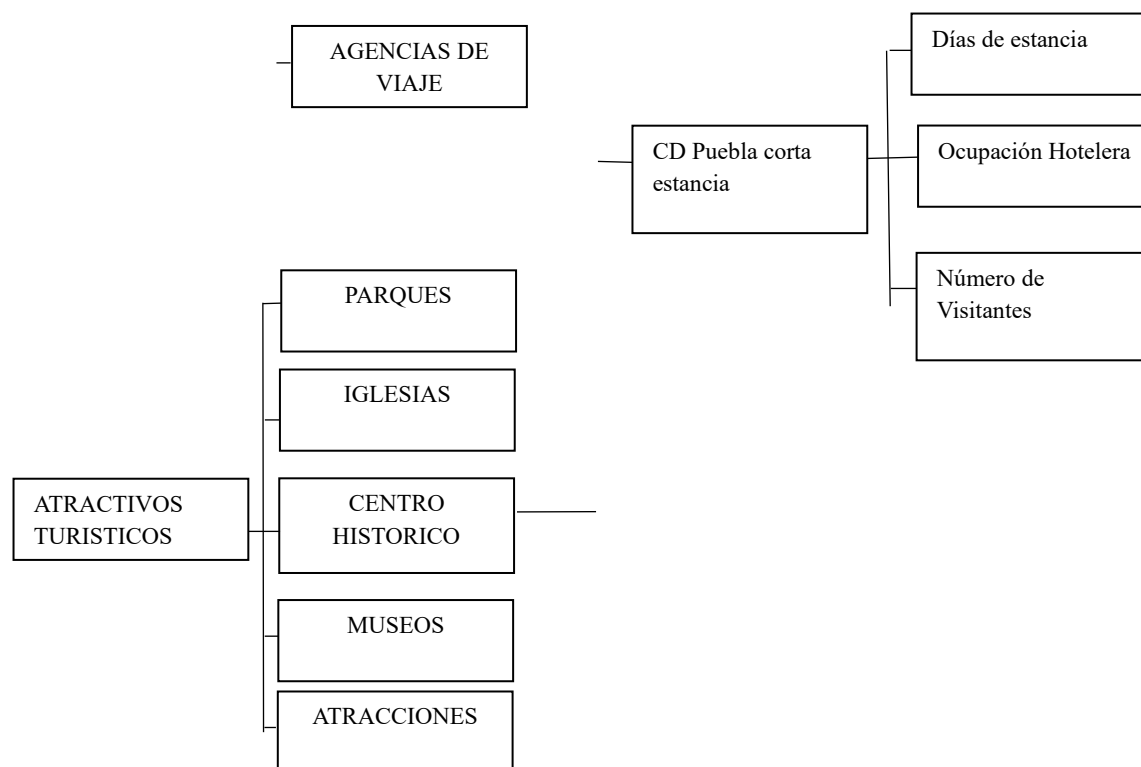 AGENCIAS DE
VIAJE
Días de estancia
CD Puebla corta
estancia
Ocupación Hotelera
Número de
Visitantes
PARQUES
IGLESIAS
ATRACTIVOS
TURISTICOS
CENTRO
HISTORICO
MUSEOS
ATRACCIONES